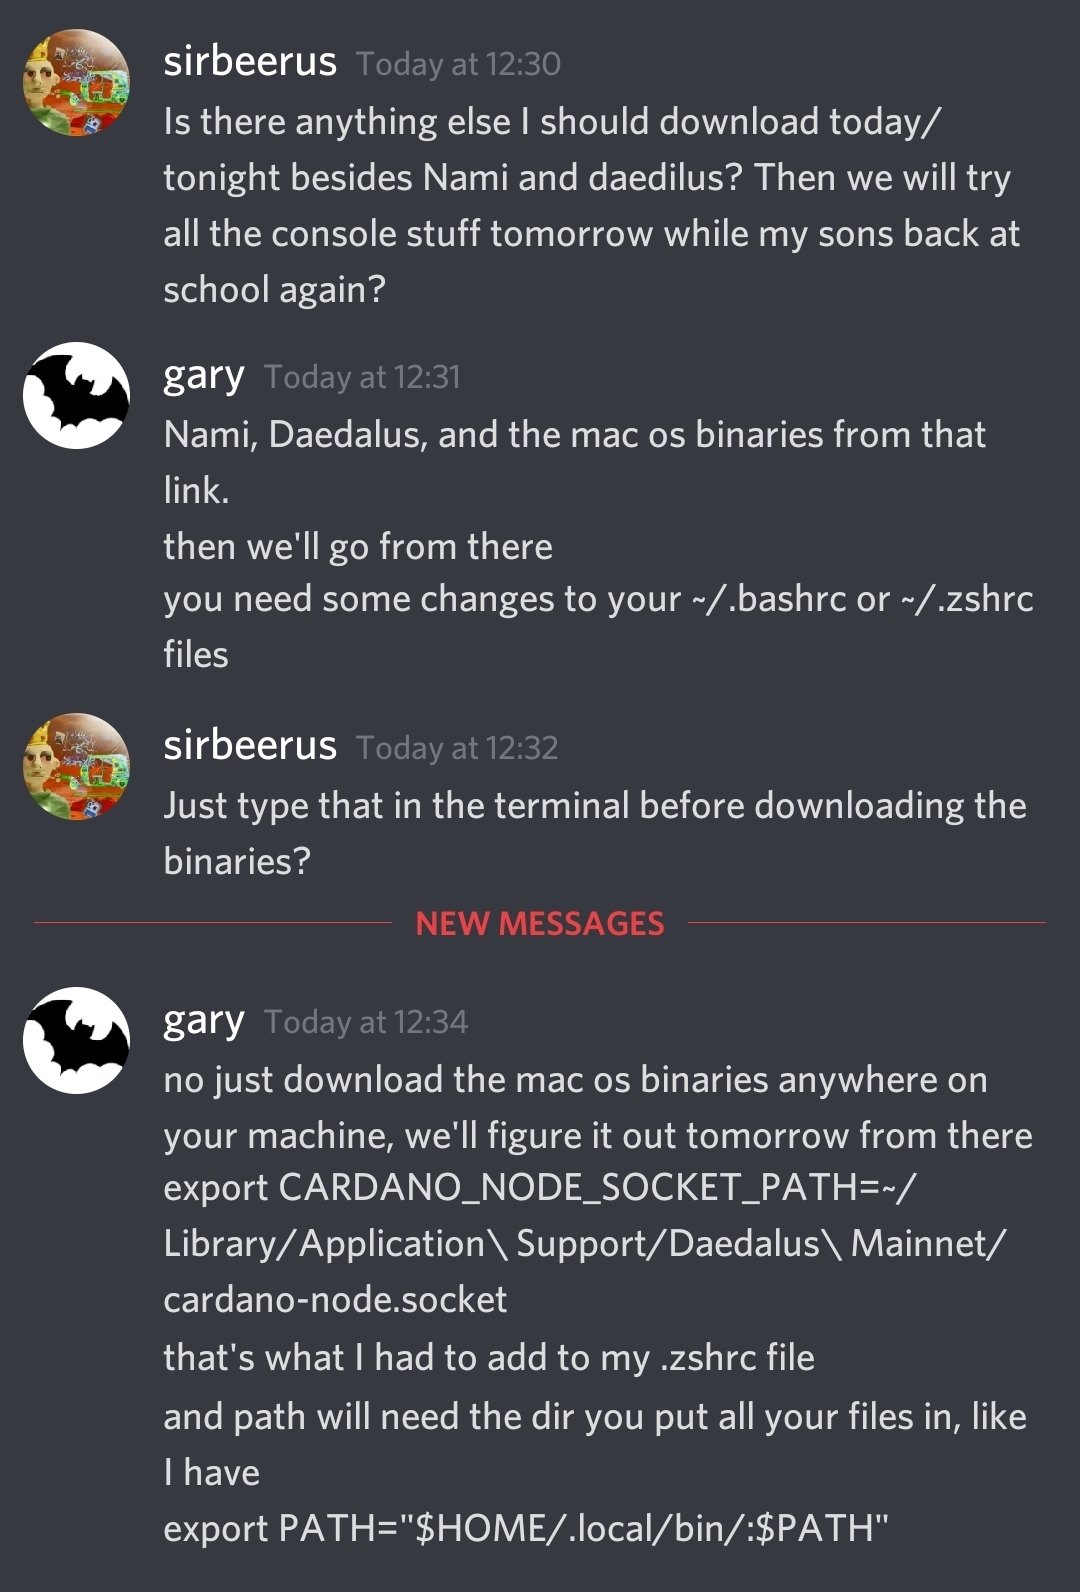 sirbeerus Today at 12:30
Is there anything else I should download today/
tonight besides Nami and daedilus? Then we will try
all the console stuff tomorrow while my sons back at
school again?
gary Today at 12:31
Nami, Daedalus, and the mac os binaries from that
link.
then we'll go from there
you need some changes to your ~/.bashrc or ~/.zshrc
files
sirbeerus Today at 12:32
Just type that in the terminal before downloading the
binaries?
NEW MESSAGES
gary Today at 12:34
no just download the mac os binaries anywhere on
your machine, we'll figure it out tomorrow from there
export CARDANO_NODE_SOCKET_PATH=~/
Library/Application\ Support/Daedalus\ Mainnet/
cardano-node.socket
that's what I had to add to my .zshrc file
and path will need the dir you put all your files in, like
I have
export PATH="$HOME/.local/bin/:$PATH"